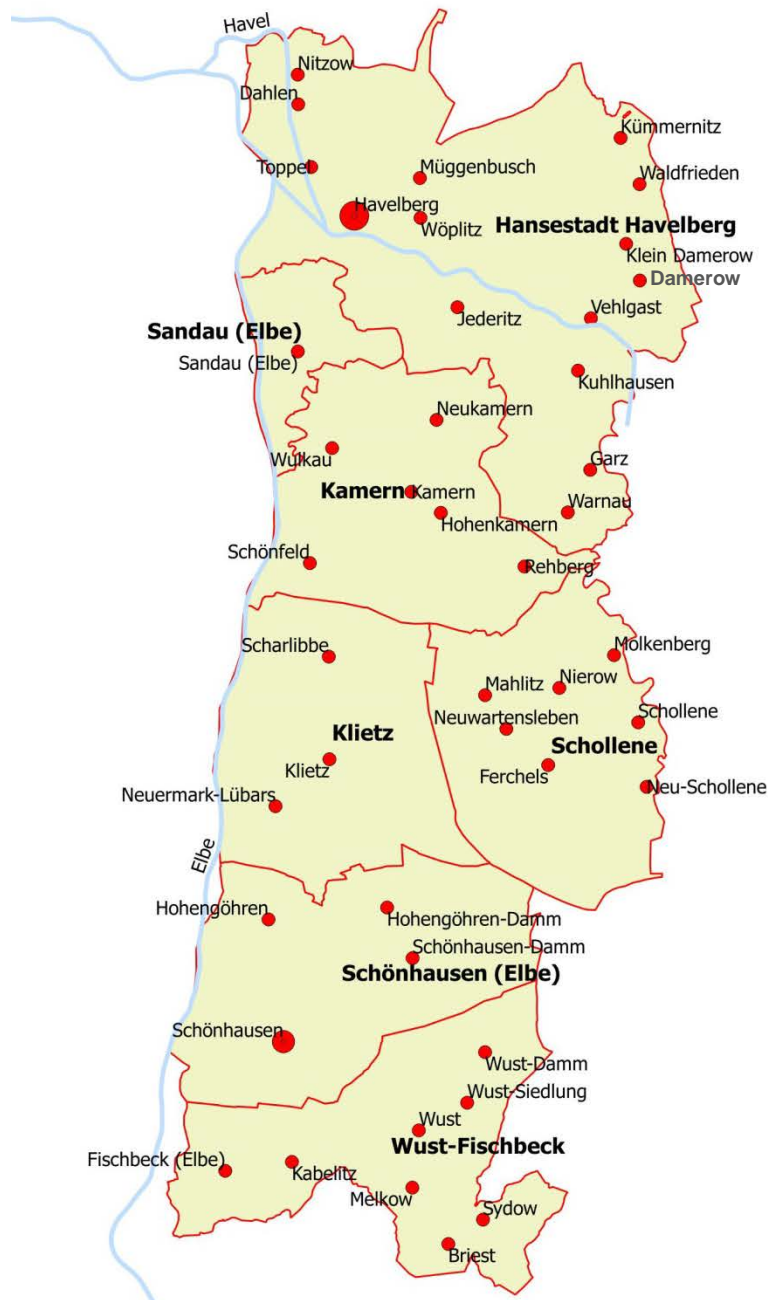 Havel
Nitzow
Dahlen
Kümmernitz
Toppel
Müggenbusch
Waldfrieden
Havelberg
Wöplitz
Hansestadt Havelberg
Klein Damerow
Damerow
Jederitz
Vehlgast
Sandau (Elbe)
Sandau (Elbe)
Kuhlhausen
Neukamern
Wulkau
Garz
Kamern
Kamern
Hohenkamern
Warnau
Schönfeld
Rehberg
Scharlibbe
Molkenberg
Mahlitz
Nierow
Neuwartensleben
Schollene
Klietz
Schollene
Klietz
Ferchels
Neuermark-Lübars
Neu-Schollene
Elbe
Hohengöhren
Hohengöhren-Damm
Schönhausen-Damm
Schönhausen (Elbe)
Schönhausen
Wust-Damm
Wust-Siedlung
Wust
Wust-Fischbeck
Fischbeck (Elbe)
Kabelitz
Melkow
Sydow
Briest